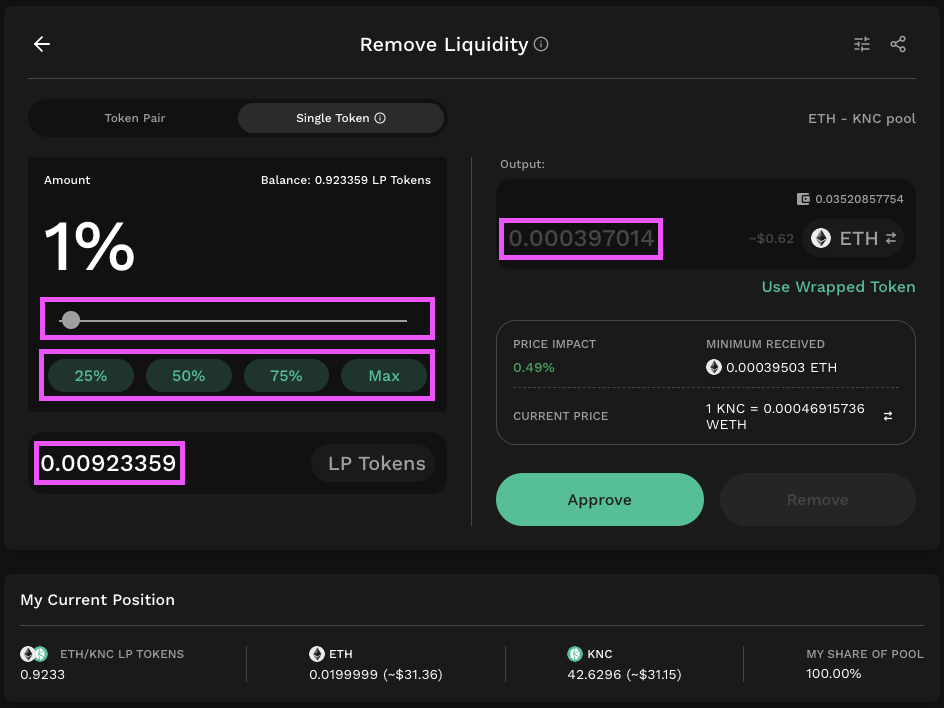 Remove Liquidity
Token Pair
Single Token
ETH - KNC pool
Amount
Balance: 0.923359 LP Tokens
1%
25%
50%
75%
Max
0.00923359
LP Tokens
Output:
0.03520857754
0.000397014
~$0.62
ETH
Use Wrapped Token
PRICE IMPACT
MINIMUM RECEIVED
0.49%
0.00039503 ETH
CURRENT PRICE
1 KNC = 0.00046915736
WETH
Approve
Remove
My Current Position
ETH/KNC LP TOKENS
0.9233
ETH
0.0199999 (~$31.36)
KNC
42.6296 (~$31.15)
MY SHARE OF POOL
100.00%